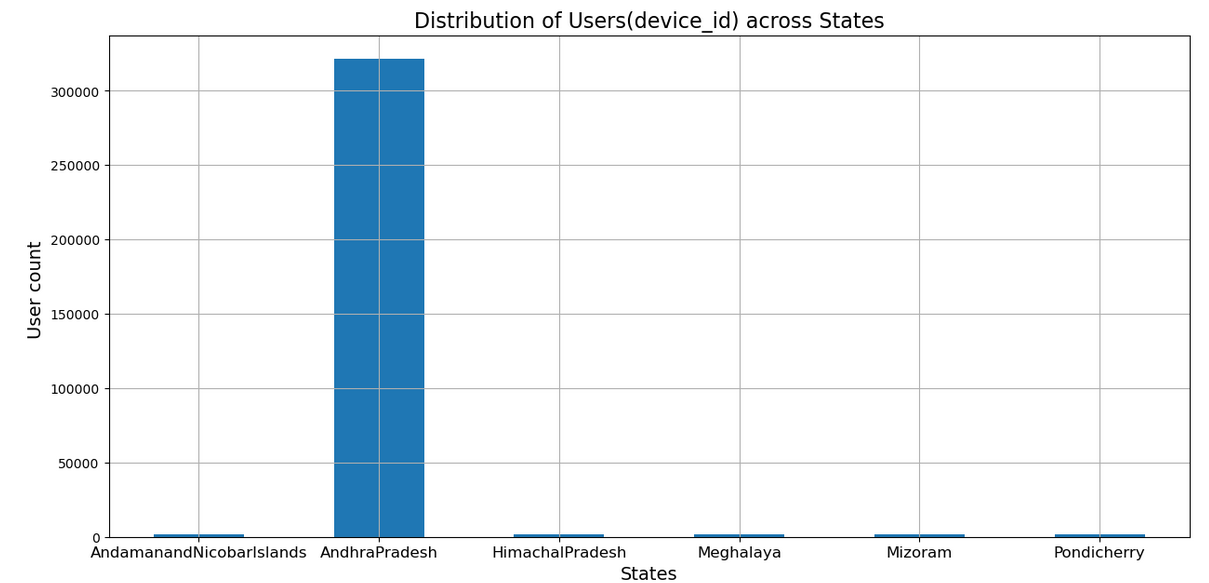 Distribution of Users(device_id) across States
User count
300000
250000
200000
150000
100000
50000
0
AndamanandNicobarIslands AndhraPradesh HimachalPradesh Meghalaya Mizoram Pondicherry
States